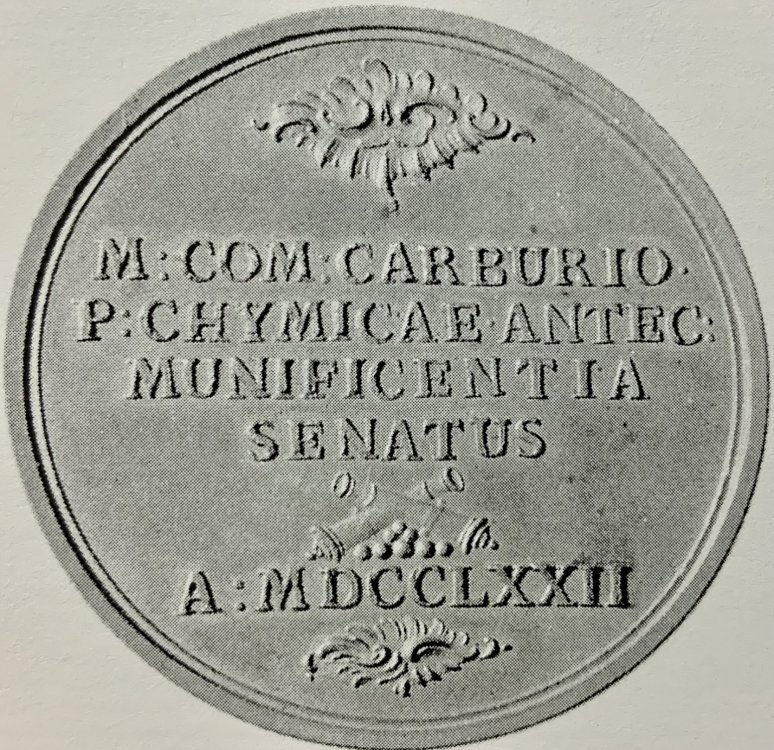 M:COM:CARBURIO·
P:CHYMICAE·ANTEC:
MUNIFICENTIA
SENATUS
A:MDCCLXXII